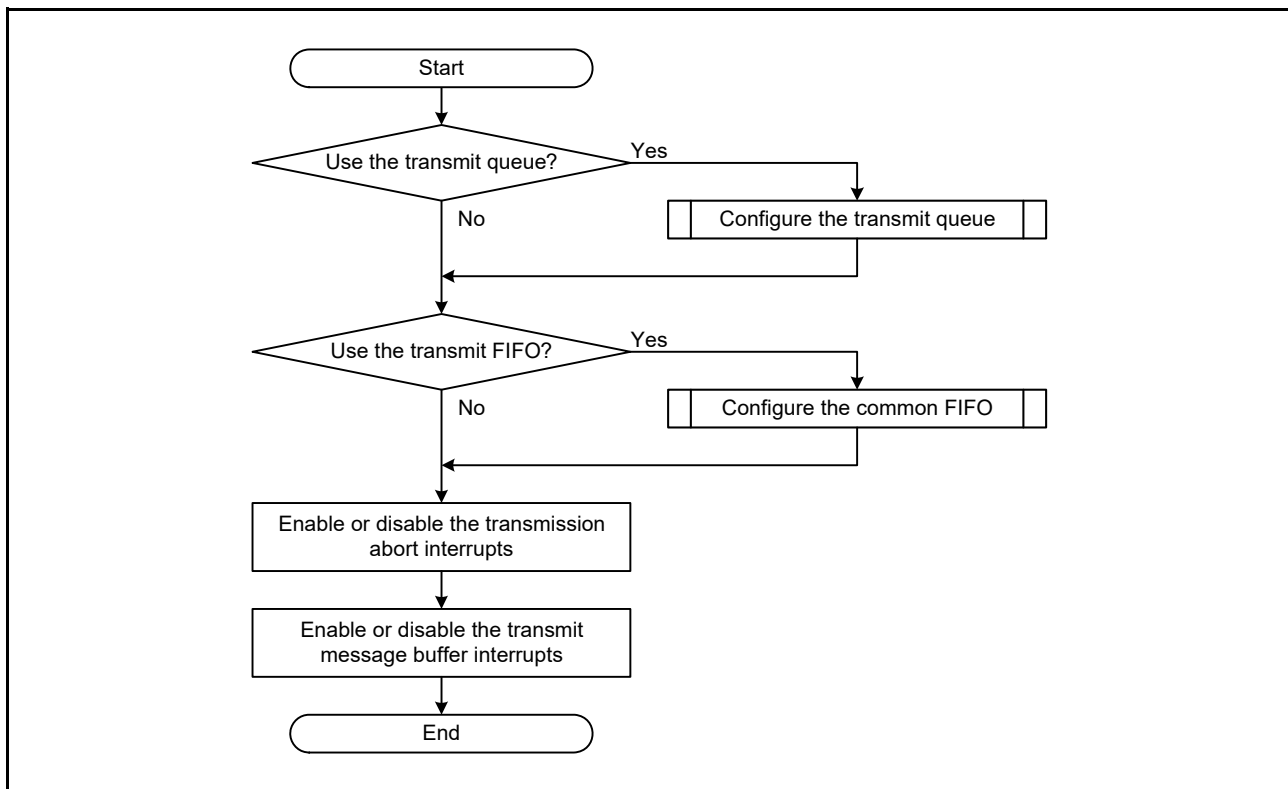 Start
Use the transmit queue?
Yes
Configure the transmit queue
No
Use the transmit FIFO?
Yes
Configure the common FIFO
No
Enable or disable the transmission
abort interrupts
Enable or disable the transmit
message buffer interrupts
End